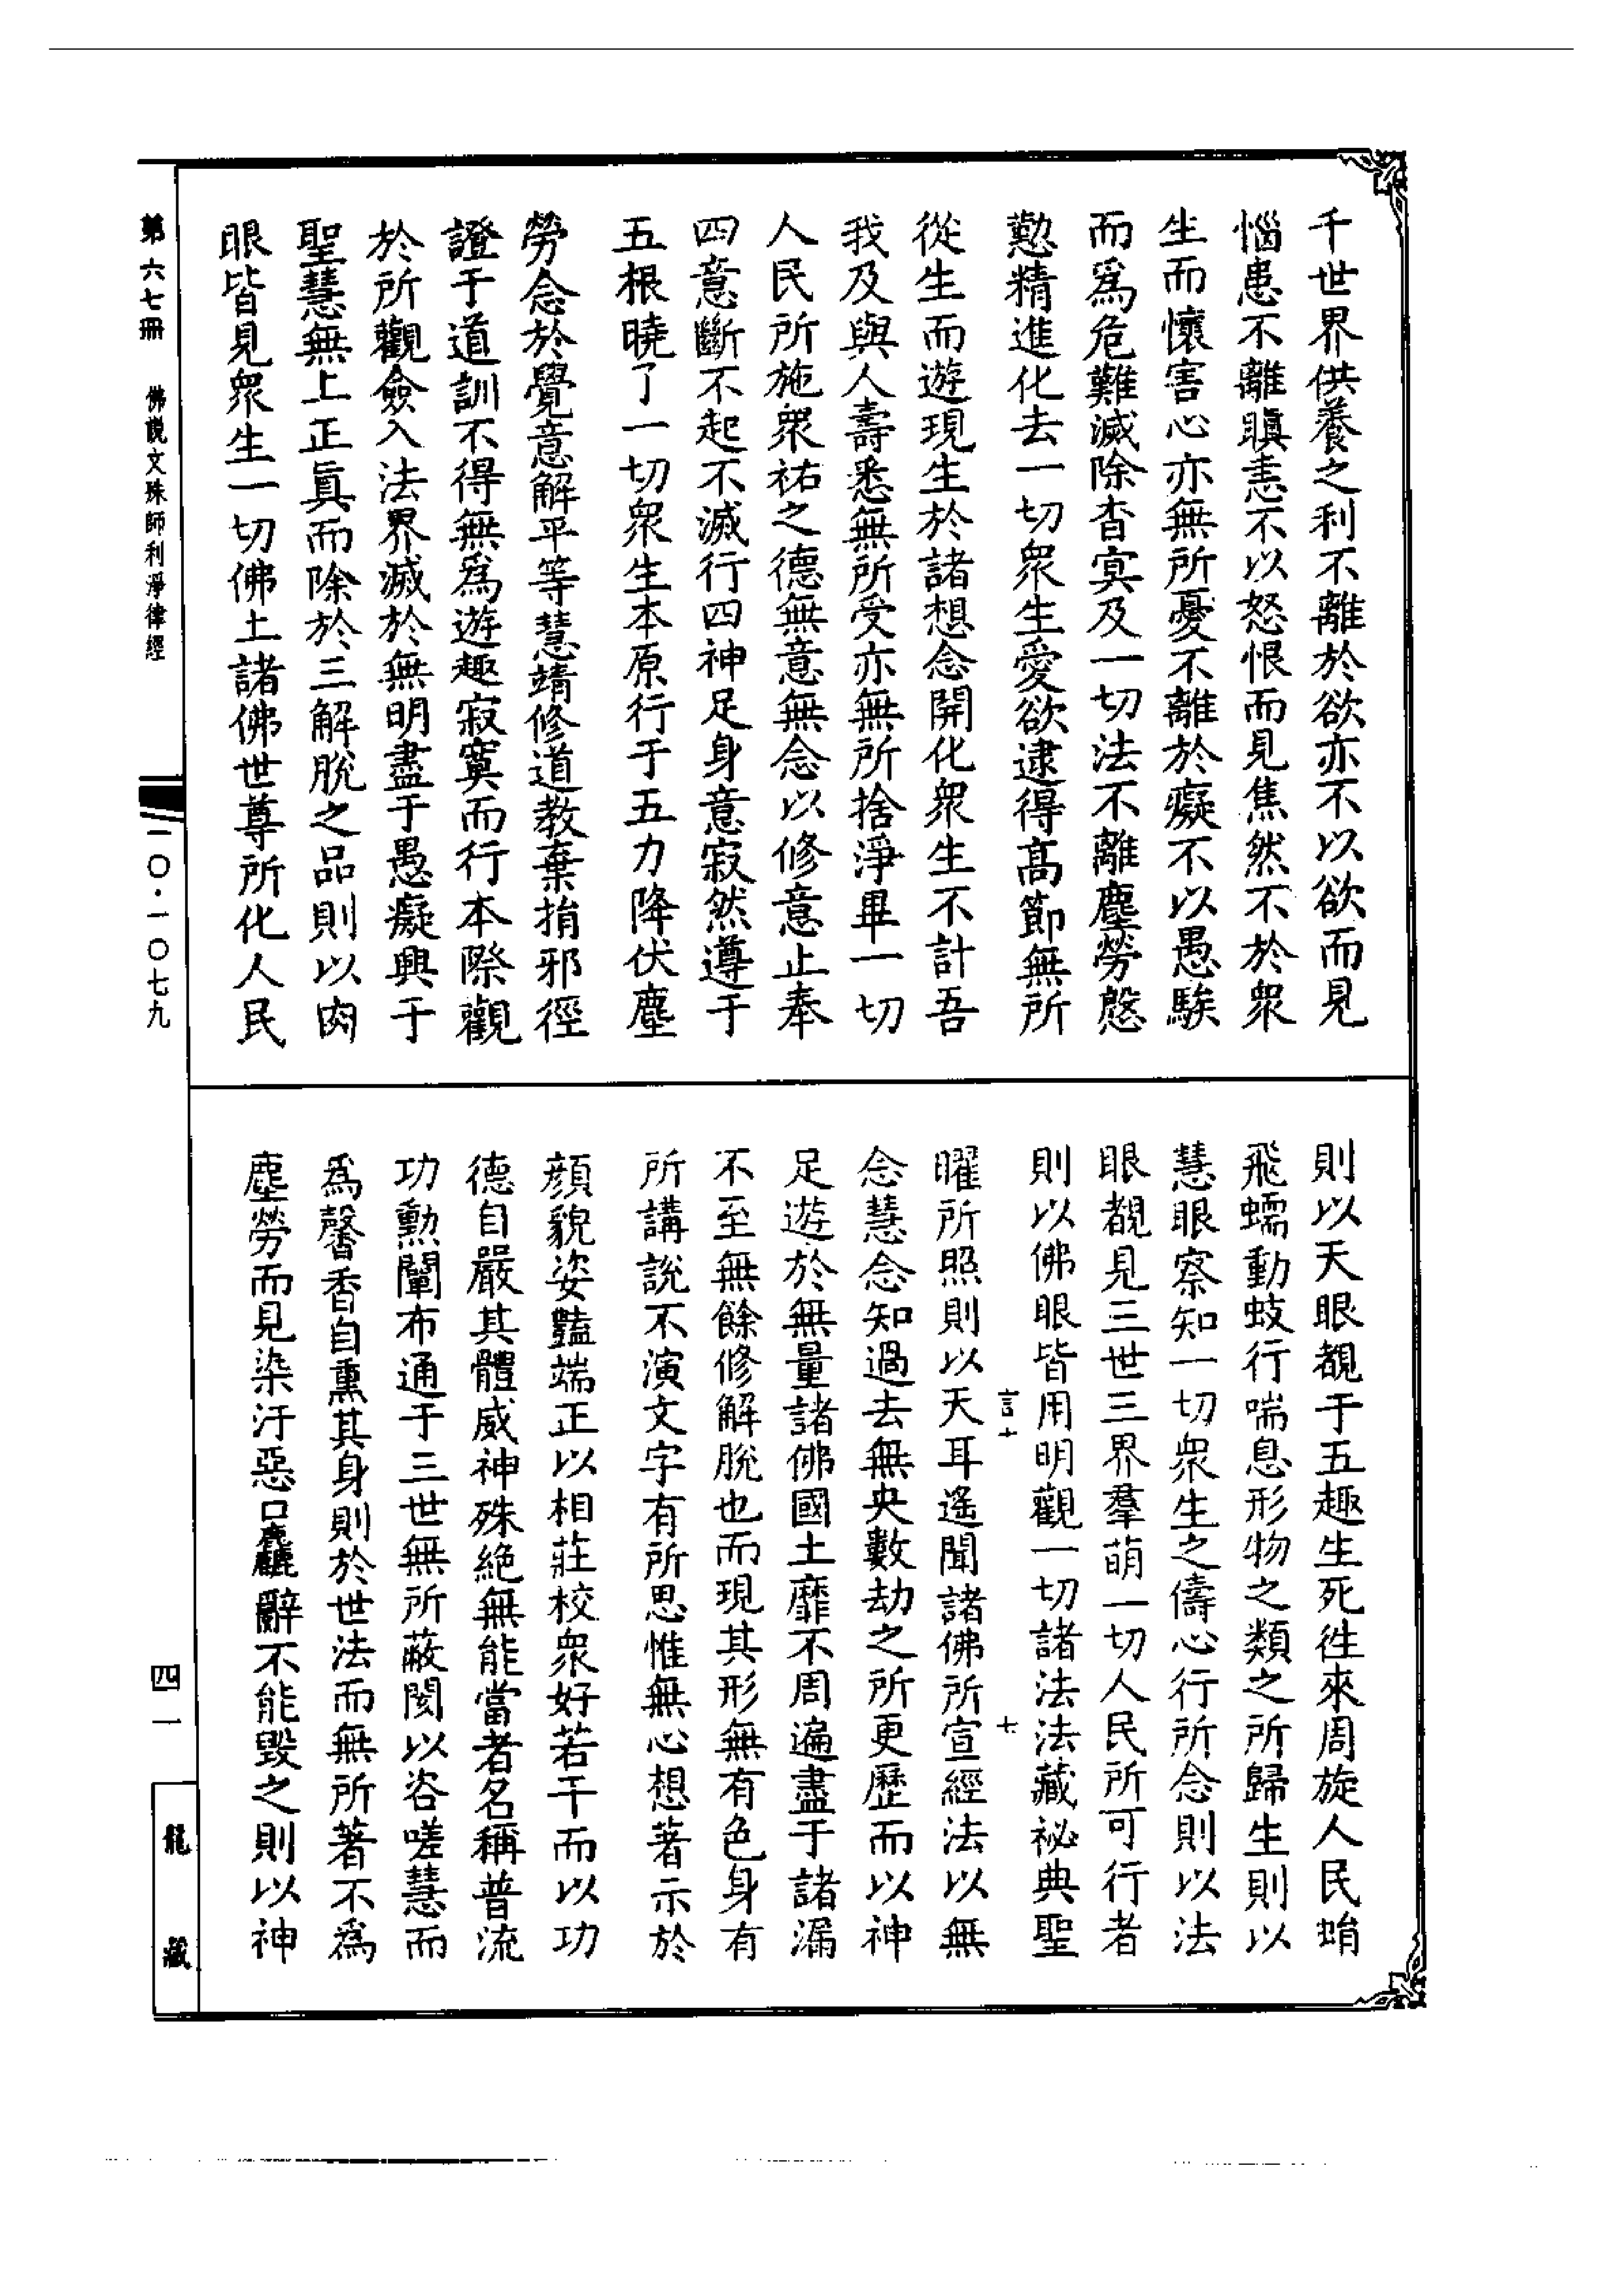 千世界供養之利不離於欲亦不以欲而見
惱患不離瞋恚不以怒恨而見焦然不於衆
生而懷害心亦無所憂不離於癡不以愚騃
而爲危難滅除杳冥及一切法不離塵勞慇
懃精進化去一切衆生愛欲逮得高節無所
從生而遊現生於諸想念開化衆生不計吾
我及與人壽悉無所受亦無所捨淨畢一切
人民所施衆祐之德無意無念以修意止奉
四意斷不起不滅行四神足身意寂然遵于
五根曉了一切衆生本原行于五力降伏塵
勞念於覺意解平等慧靖修道教棄捐邪徑
證于道訓不得無爲遊趣寂寞而行本際觀
於所觀僉入法界滅於無明盡于愚癡興于
聖慧無上正眞而除於三解脫之品則以肉
眼皆見衆生一切佛土諸佛世尊所化人民
則以天眼覩于五趣生死往來周旋人民蜎
飛蠕動蚑行喘息形物之類之所歸生則以
慧眼察知一切衆生之儔心行所念則以法
眼覩見三世三界羣萌一切人民所可行者
則以佛眼皆用明觀一切諸法法藏祕典聖
言十
七
曜所照則以天耳遙聞諸佛所宣經法以無
念慧念知過去無央數劫之所更歷而以神
足遊於無量諸佛國土靡不周遍盡于諸漏
不至無餘修解脫也而現其形無有色身有
所講說不演文字有所思惟無心想著示於
顏貌姿豔端正以相莊校衆好若干而以功
德自嚴其體威神殊絕無能當者名稱普流
功勲闡布通于三世無所蔽閡以咨嗟慧而
爲馨香自熏其身則於世法而無所著不爲
塵勞而見染汙惡口麤辭不能毀之則以神
第六七冊
佛說文殊師利淨律經
一〇·一〇七九
四一
龍藏